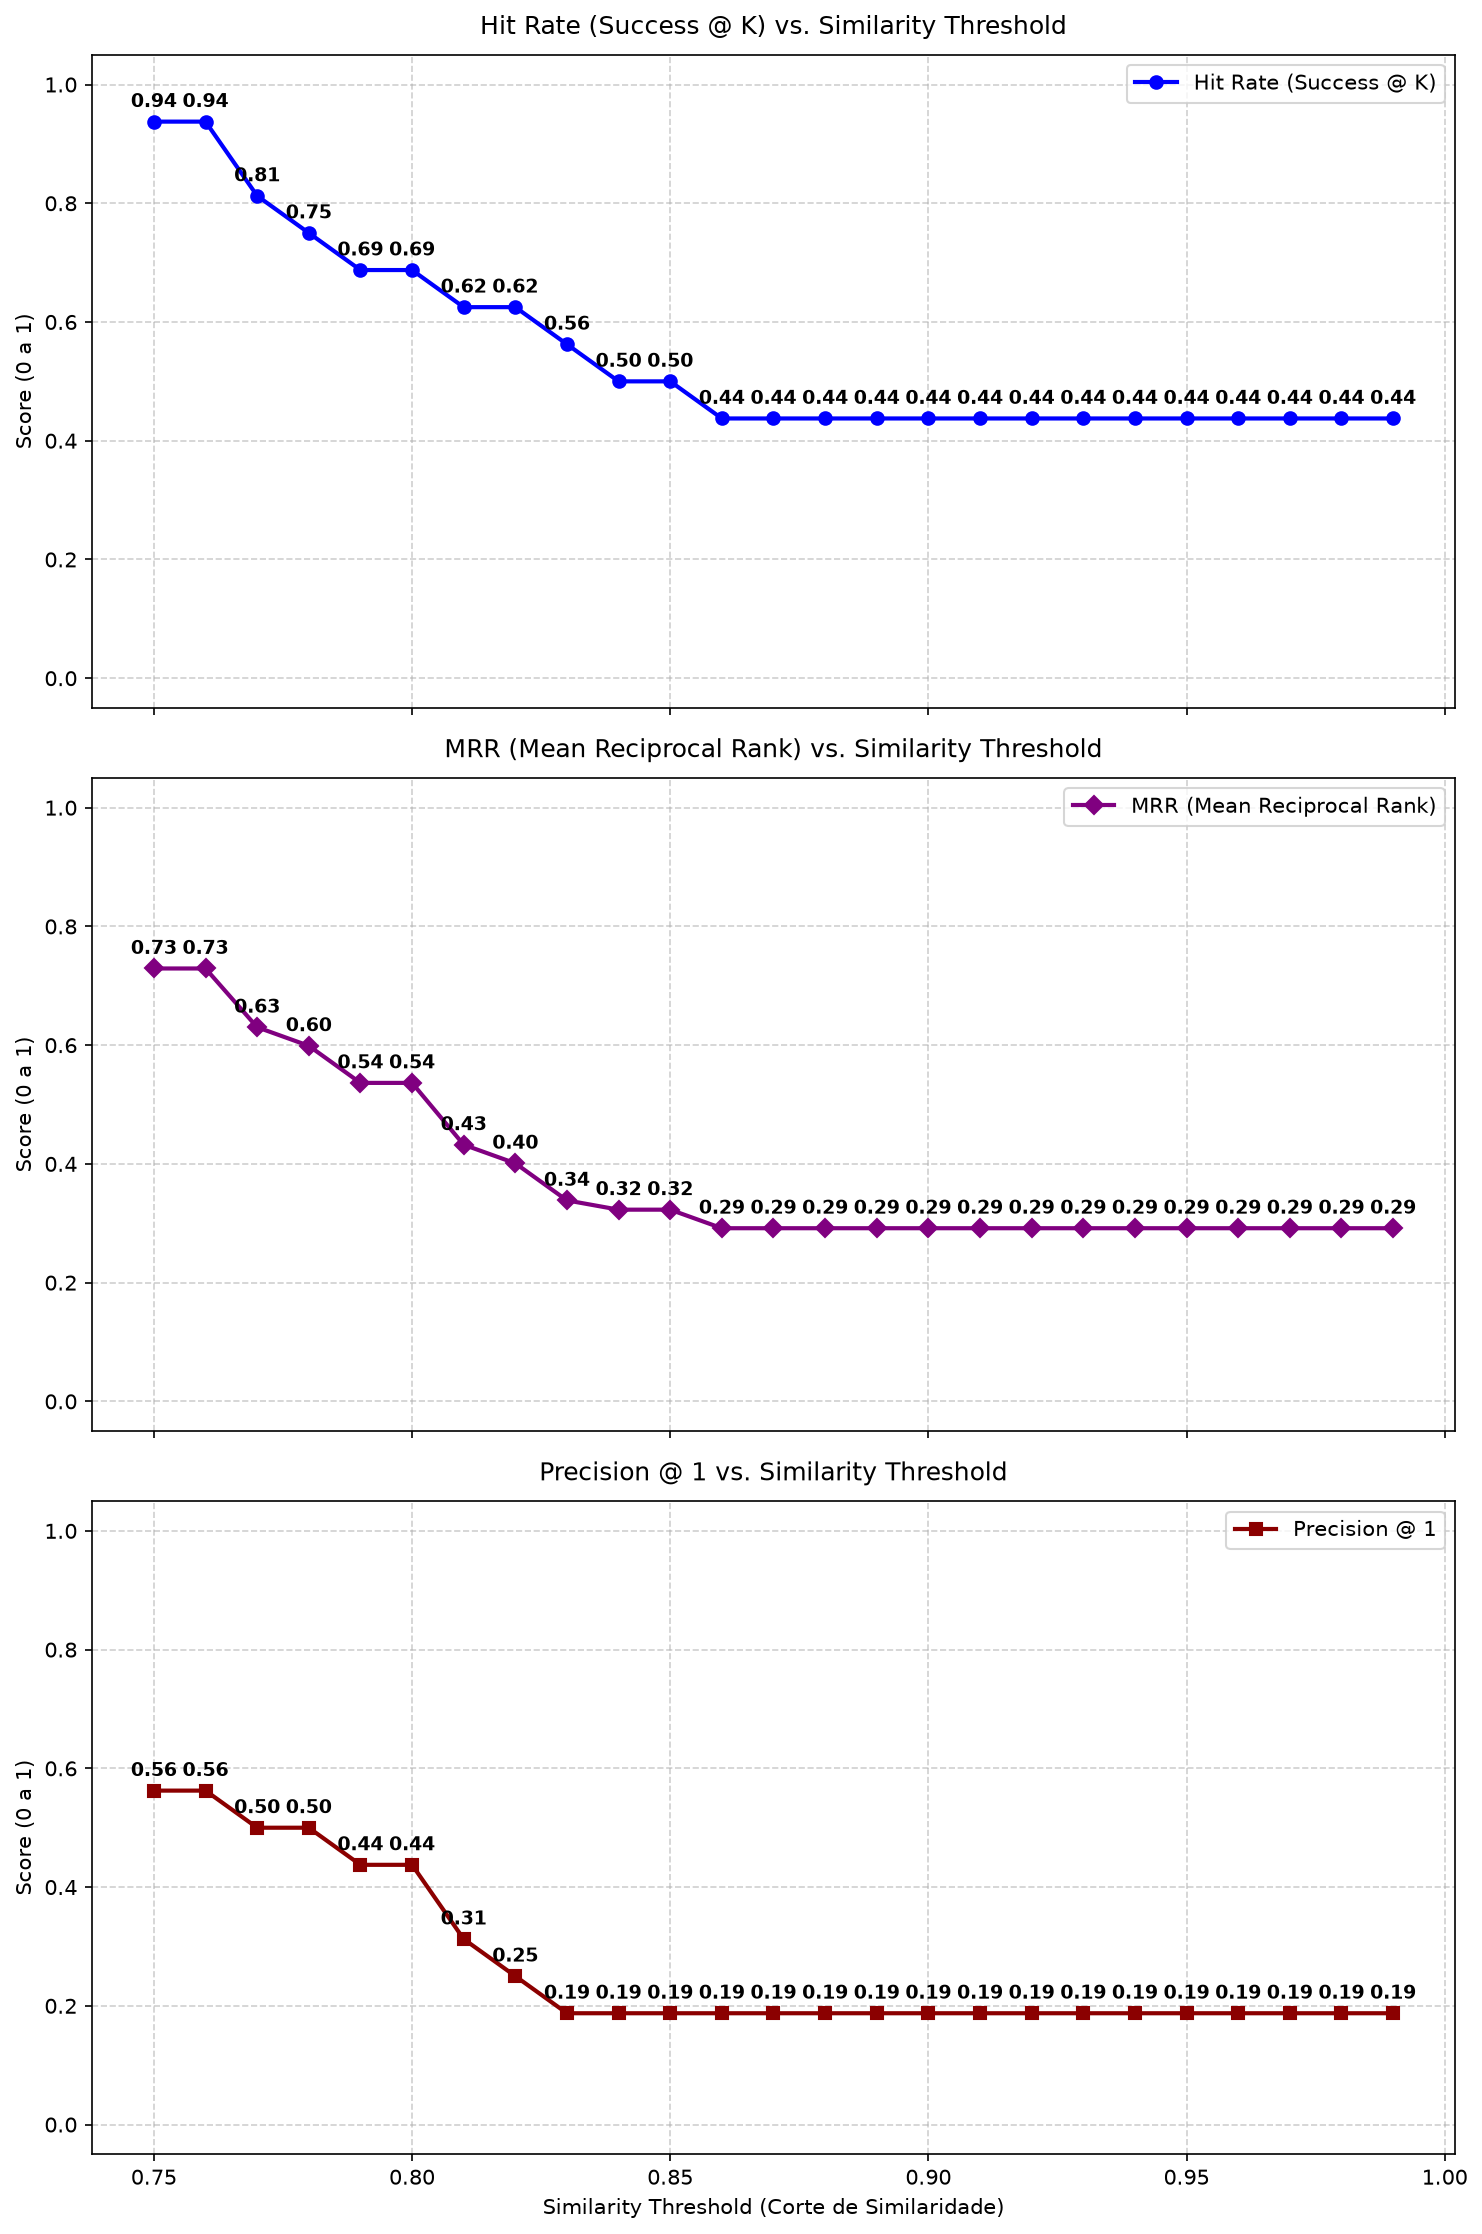 Hit Rate (Success @ K) vs. Similarity Threshold
Hit Rate (Success @ K)
Score (0 a 1)
1.0
0.8
0.6
0.4
0.2
0.0
0.94 0.94
0.81
0.75
0.69 0.69
0.62 0.62
0.56
0.50 0.50
0.44 0.44 0.44 0.44 0.44 0.44 0.44 0.44 0.44 0.44 0.44 0.44 0.44 0.44
MRR (Mean Reciprocal Rank) vs. Similarity Threshold
MRR (Mean Reciprocal Rank)
Score (0 a 1)
1.0
0.8
0.6
0.4
0.2
0.0
0.73 0.73
0.63
0.60
0.54 0.54
0.43
0.40
0.34
0.32 0.32
0.29 0.29 0.29 0.29 0.29 0.29 0.29 0.29 0.29 0.29 0.29 0.29 0.29 0.29
Precision @ 1 vs. Similarity Threshold
Precision @ 1
Score (0 a 1)
1.0
0.8
0.6
0.4
0.2
0.0
0.56 0.56
0.50 0.50
0.44 0.44
0.31
0.25
0.19 0.19 0.19 0.19 0.19 0.19 0.19 0.19 0.19 0.19 0.19 0.19 0.19 0.19 0.19 0.19 0.19
0.75 0.80 0.85 0.90 0.95 1.00
Similarity Threshold (Corte de Similaridade)